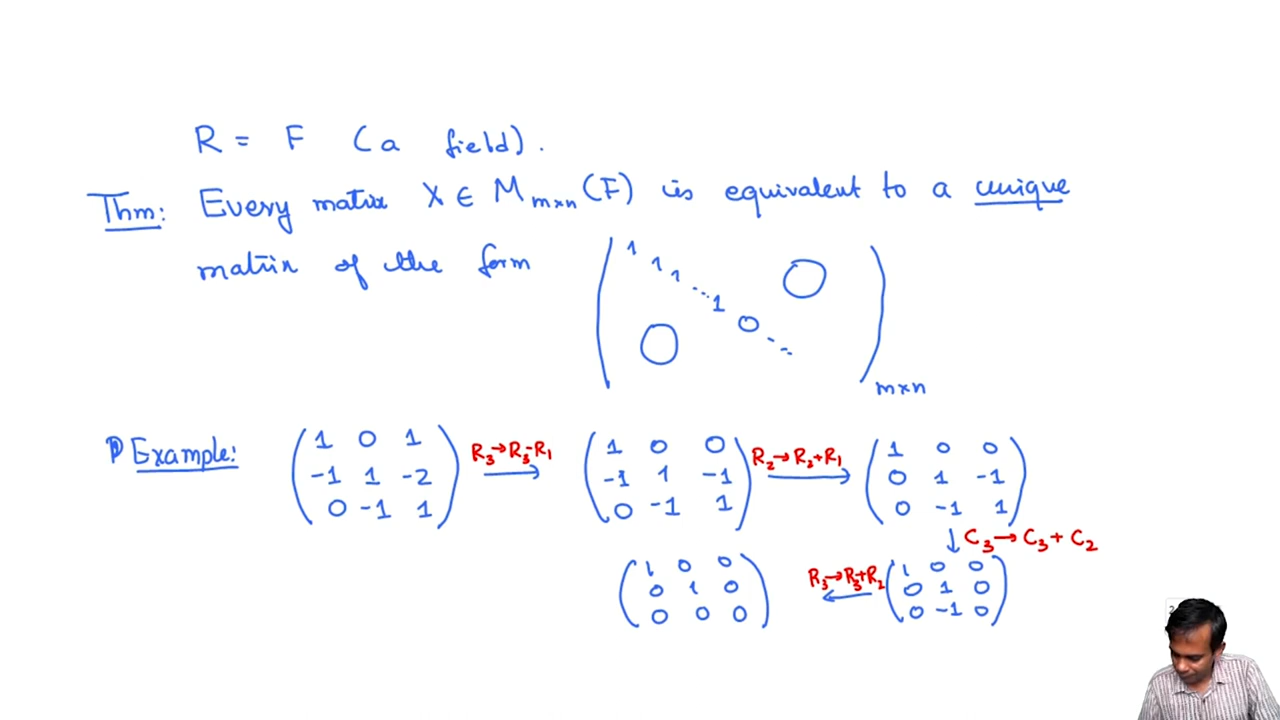 R = F (a field).
Thm: Every matrix X ∈ M_{m×n}(F) is equivalent to a unique
matrix of the form ( 1 1 1 ... 1 0 ... 0 0 )_{m×n}
Example: ( 1 0 1 ; -1 1 -2 ; 0 -1 1 ) R₃→R₃-R₁ → ( 1 0 0 ; -1 1 -1 ; 0 -1 1 ) R₂→R₂+R₁ → ( 1 0 0 ; 0 1 -1 ; 0 -1 1 )
↓ C₃→C₃+C₂
( 1 0 0 ; 0 1 0 ; 0 0 0 ) R₃→R₃+R₂ ← ( 1 0 0 ; 0 1 0 ; 0 -1 0 )